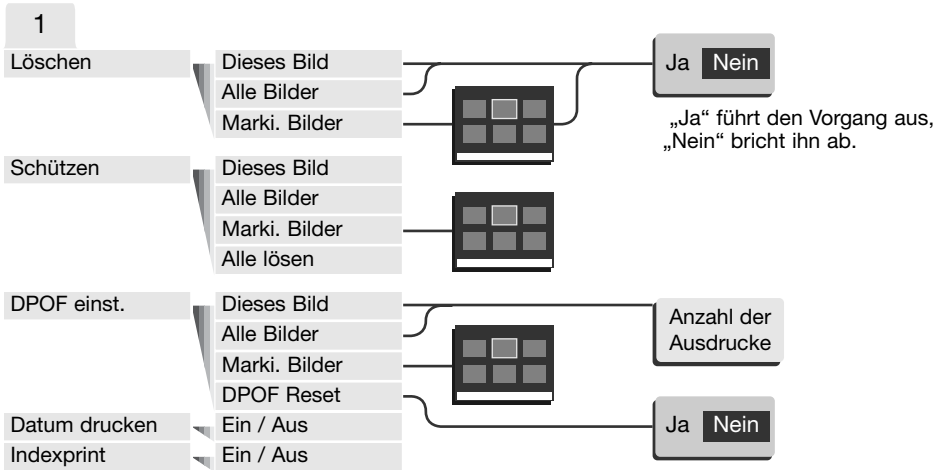 1
Löschen
Dieses Bild
Alle Bilder
Marki. Bilder
Ja Nein
„Ja“ führt den Vorgang aus,
„Nein“ bricht ihn ab.
Schützen
Dieses Bild
Alle Bilder
Marki. Bilder
Alle lösen
DPOF einst.
Dieses Bild
Alle Bilder
Marki. Bilder
DPOF Reset
Anzahl der
Ausdrucke
Ja Nein
Datum drucken
Ein / Aus
Indexprint
Ein / Aus